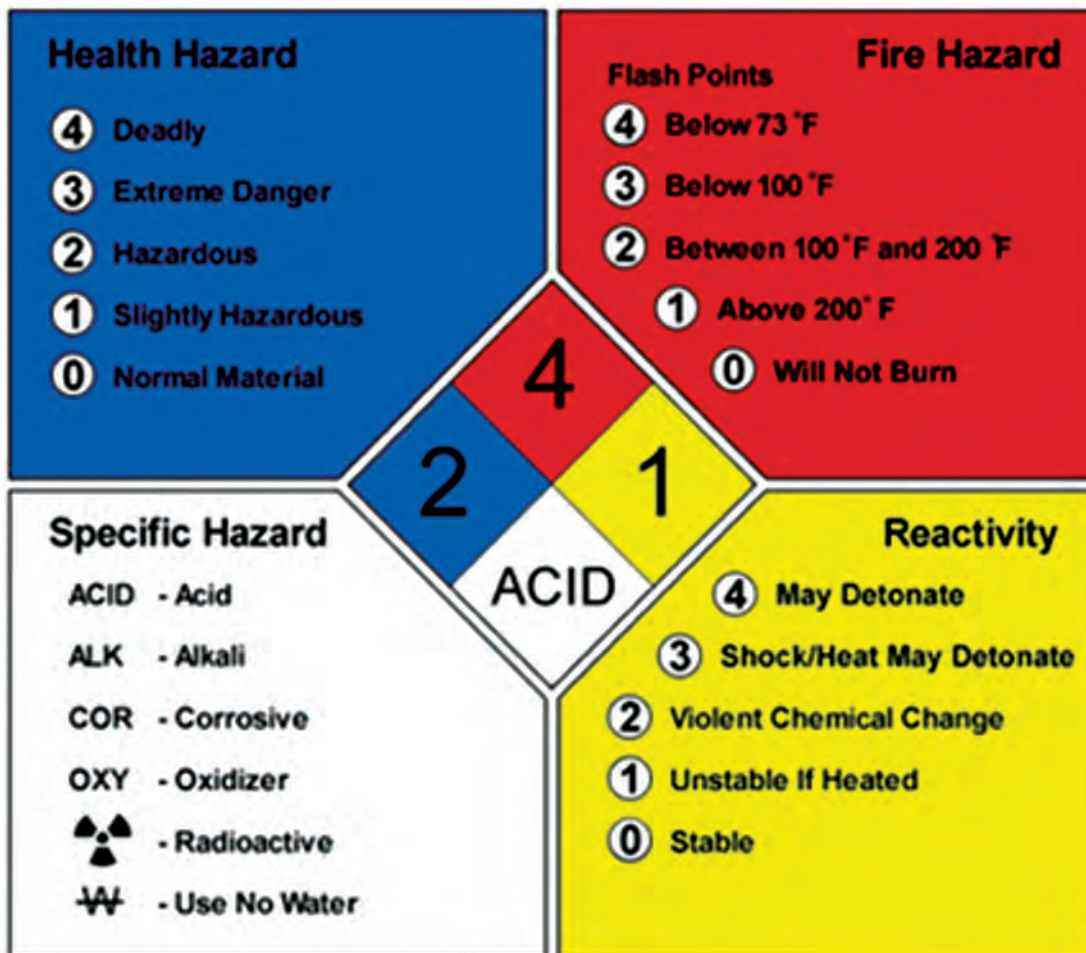 Health Hazard
4 Deadly
3 Extreme Danger
2 Hazardous
1 Slightly Hazardous
0 Normal Material
Fire Hazard
Flash Points
4 Below 73 °F
3 Below 100 °F
2 Between 100 °F and 200 °F
1 Above 200° F
0 Will Not Burn
4
2
1
ACID
Specific Hazard
ACID - Acid
ALK - Alkali
COR - Corrosive
OXY - Oxidizer
- Radioactive
W - Use No Water
Reactivity
4 May Detonate
3 Shock/Heat May Detonate
2 Violent Chemical Change
1 Unstable If Heated
0 Stable